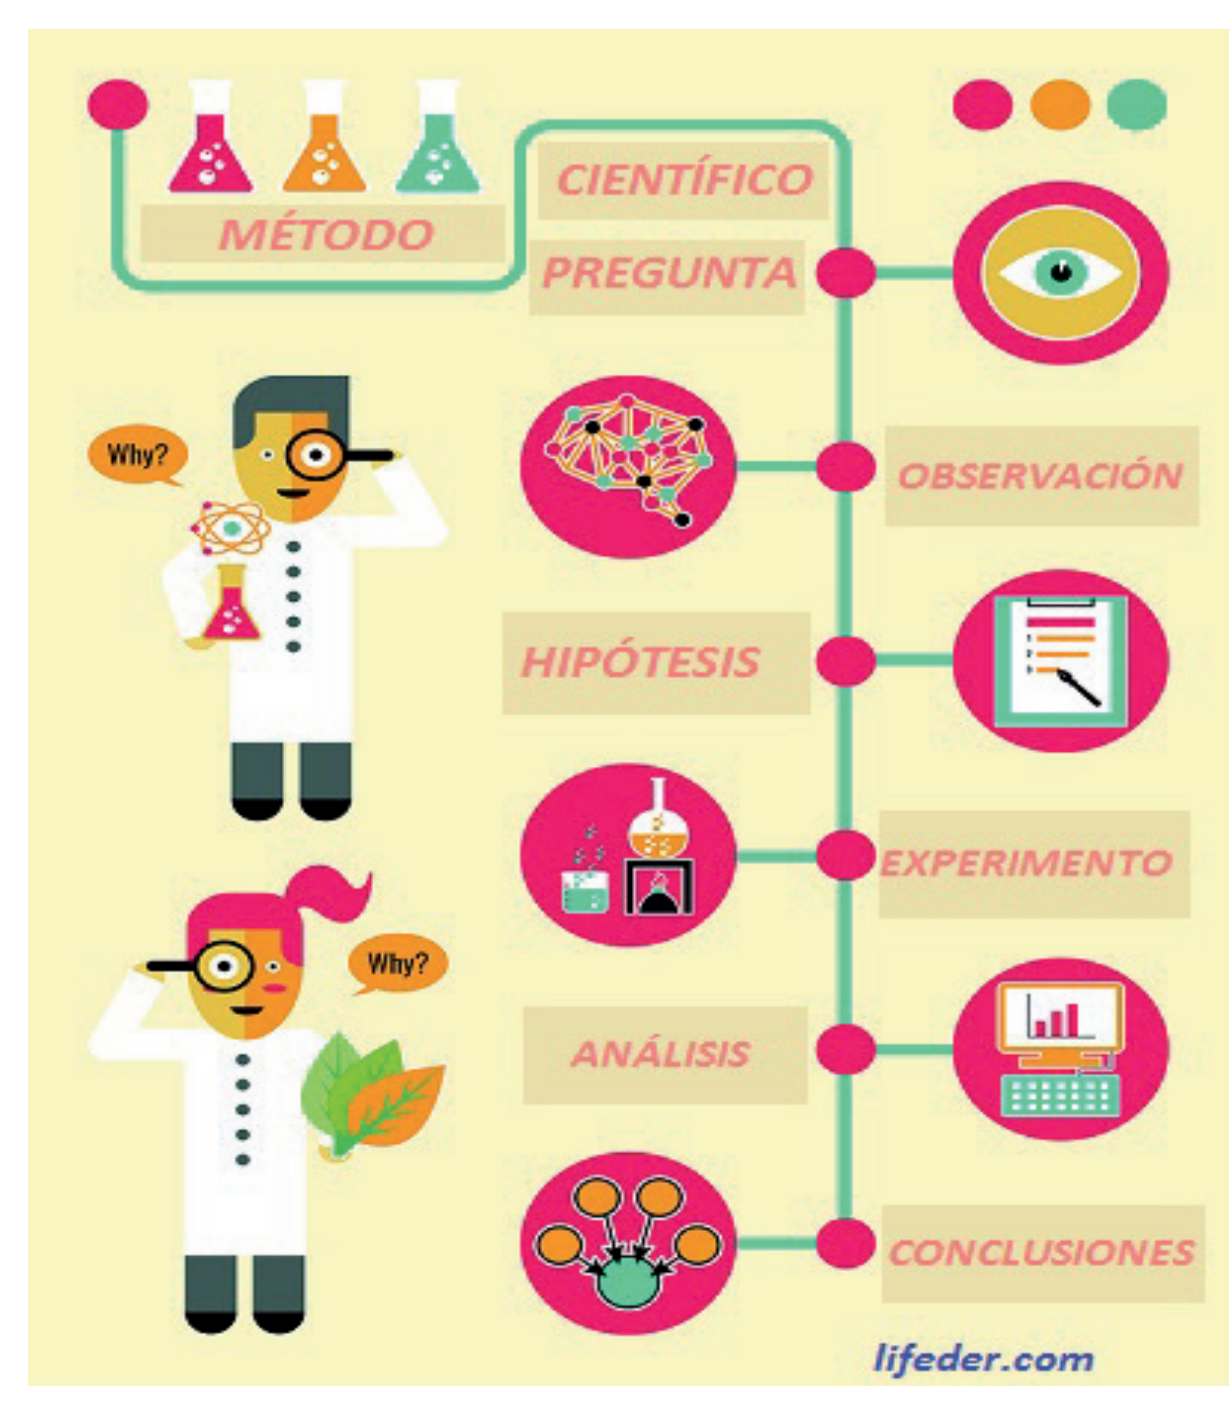 MÉTODO
CIENTÍFICO
PREGUNTA
Why?
OBSERVACIÓN
HIPÓTESIS
EXPERIMENTO
Why?
ANÁLISIS
CONCLUSIONES
lifeder.com